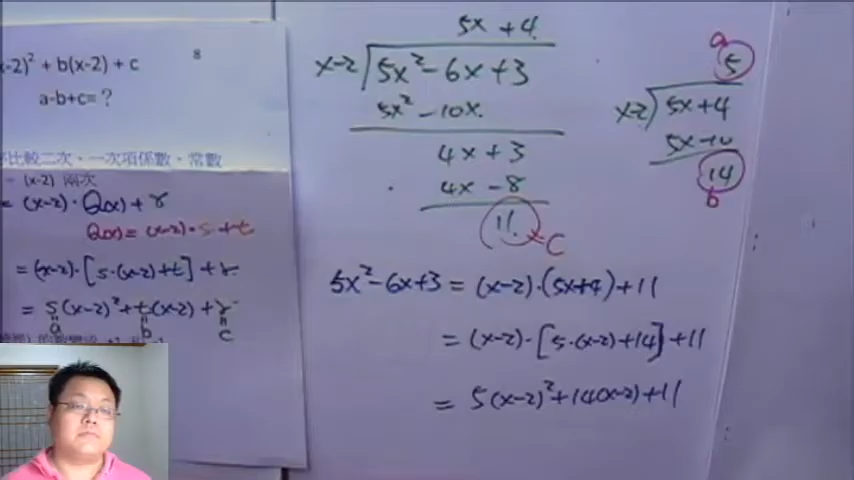 x-2)² + b(x-2) + c
8
a-b+c= ?
比較二次、一次項係數、常數
- (x-2) 兩次
= (x-2)·Q(x)+r
Q(x)= (x-2)·s+t
= (x-2)·[s·(x-2)+t]+r
= s(x-2)²+t(x-2)+r
a b c
5x +4
x-2) 5x²-6x+3
5x² -10x
4x +3
4x -8
11
C
a
5
x-2) 5x+4
5x-10
14
b
5x²-6x+3 = (x-2)·(5x+4)+11
= (x-2)·[5·(x-2)+14]+11
= 5(x-2)²+14(x-2)+11